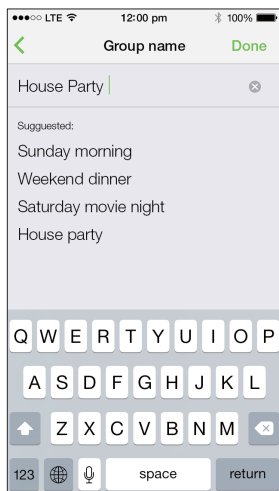 LTE 12:00 pm 100%
Group name Done
House Party
Sugguested:
Sunday morning
Weekend dinner
Saturday movie night
House party
Q W E R T Y U I O P
A S D F G H J K L
Z X C V B N M
123 space return